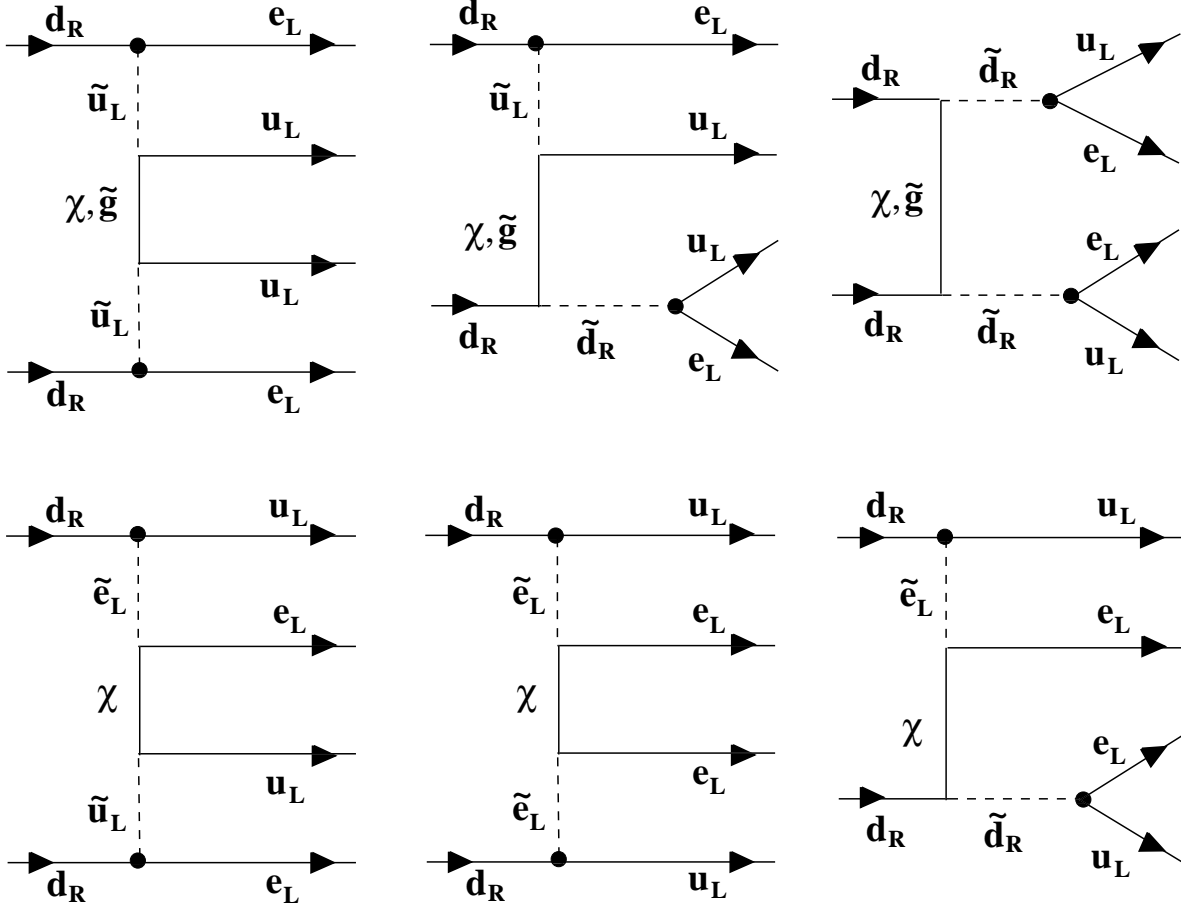 d_R e_L
ũ_L
u_L
χ, g̃
u_L
ũ_L
d_R e_L
d_R e_L
ũ_L
u_L
χ, g̃
u_L
d_R d̃_R
e_L
u_L
d_R d̃_R
e_L
χ, g̃
e_L
d_R d̃_R
u_L
d_R u_L
ẽ_L
e_L
χ
u_L
ũ_L
d_R e_L
d_R u_L
ẽ_L
e_L
χ
e_L
ẽ_L
d_R u_L
d_R u_L
ẽ_L
e_L
χ
e_L
d_R d̃_R
u_L